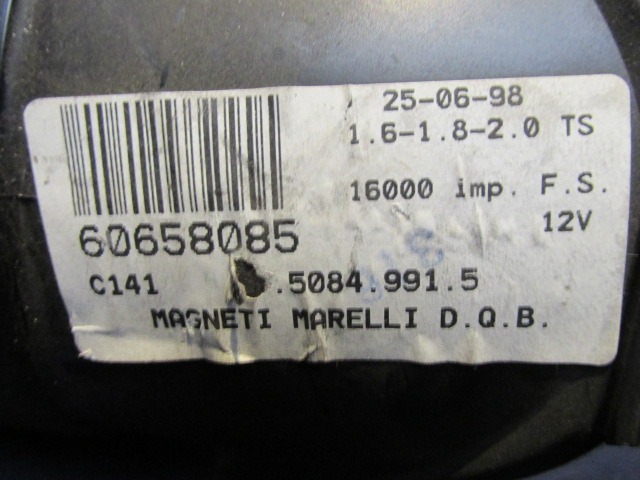 25-06-98
1.6-1.8-2.0 TS
16000 imp. F.S.
12V
60658085
C141 .5084.991.5
MAGNETI MARELLI D.Q.B.